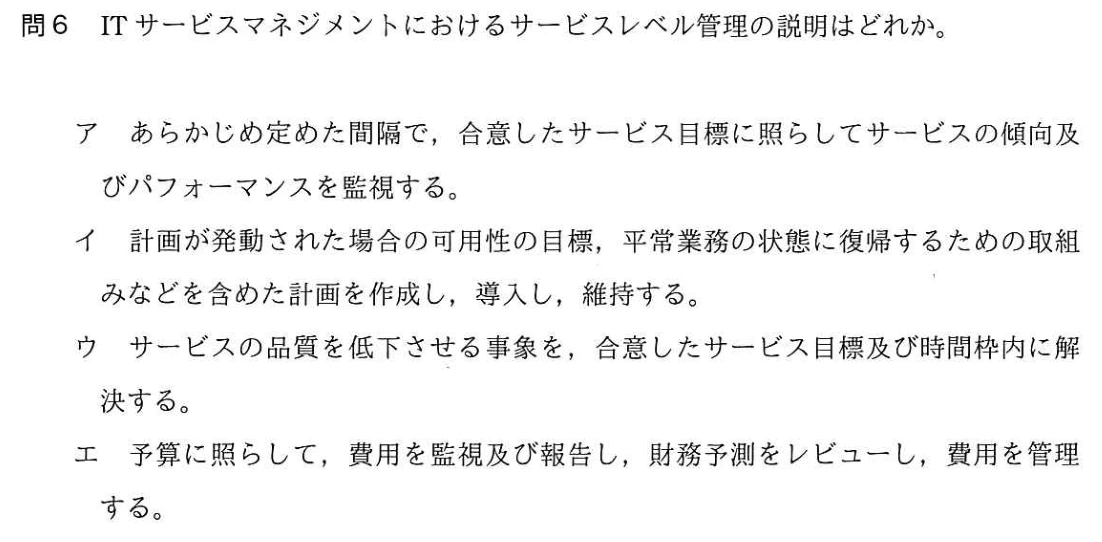 問6 ITサービスマネジメントにおけるサービスレベル管理の説明はどれか。
ア あらかじめ定めた間隔で，合意したサービス目標に照らしてサービスの傾向及
びパフォーマンスを監視する。
イ 計画が発動された場合の可用性の目標，平常業務の状態に復帰するための取組
みなどを含めた計画を作成し，導入し，維持する。
ウ サービスの品質を低下させる事象を，合意したサービス目標及び時間枠内に解
決する。
エ 予算に照らして，費用を監視及び報告し，財務予測をレビューし，費用を管理
する。